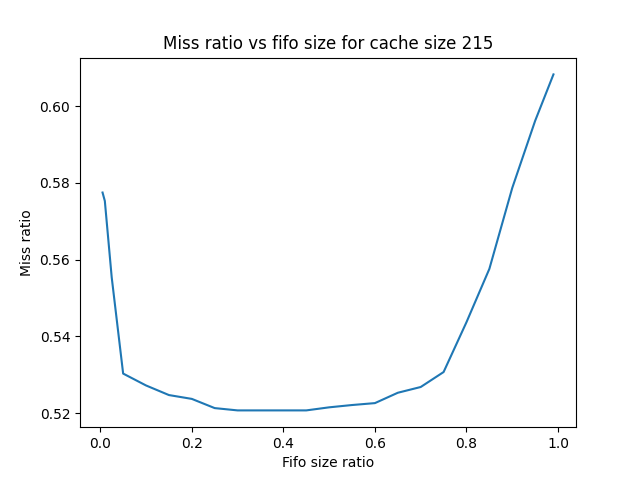 Miss ratio vs fifo size for cache size 215
Miss ratio
0.60
0.58
0.56
0.54
0.52
0.0 0.2 0.4 0.6 0.8 1.0
Fifo size ratio